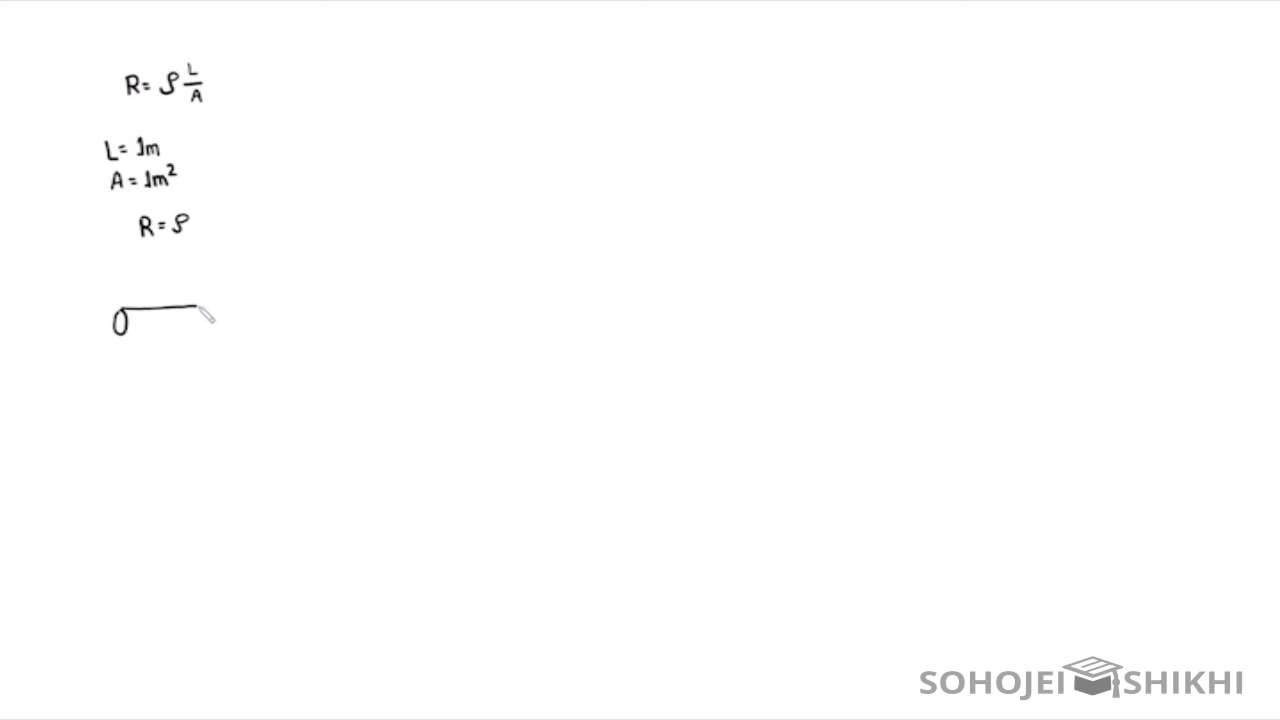 R = ρ L/A
L = 1m
A = 1m²
R = ρ
SOHOJEI SHIKHI